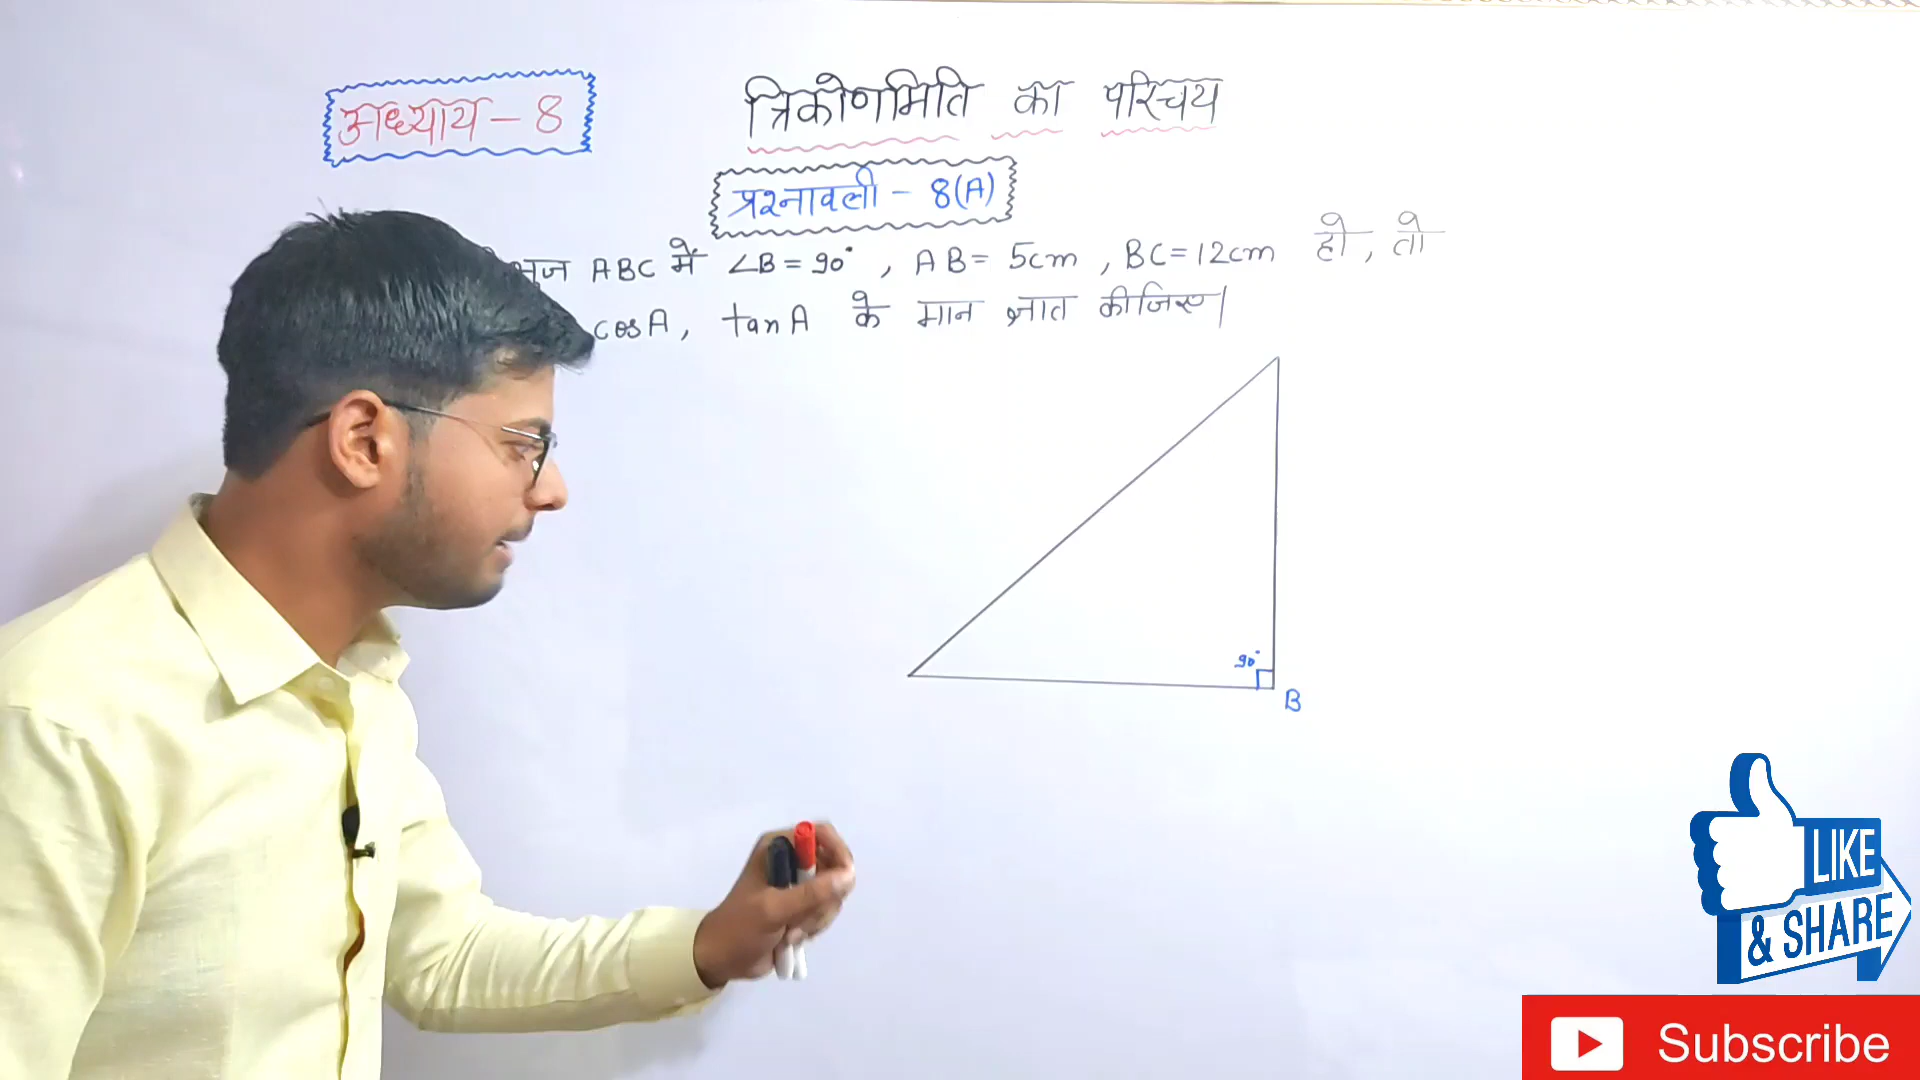 अध्याय – 8
त्रिकोणमिति का परिचय
प्रश्नावली – 8(A)
ABC में ∠B = 90° , AB = 5cm , BC = 12cm हो , तो
cosA, tanA के मान ज्ञात कीजिए|
90°
B
LIKE
& SHARE
Subscribe